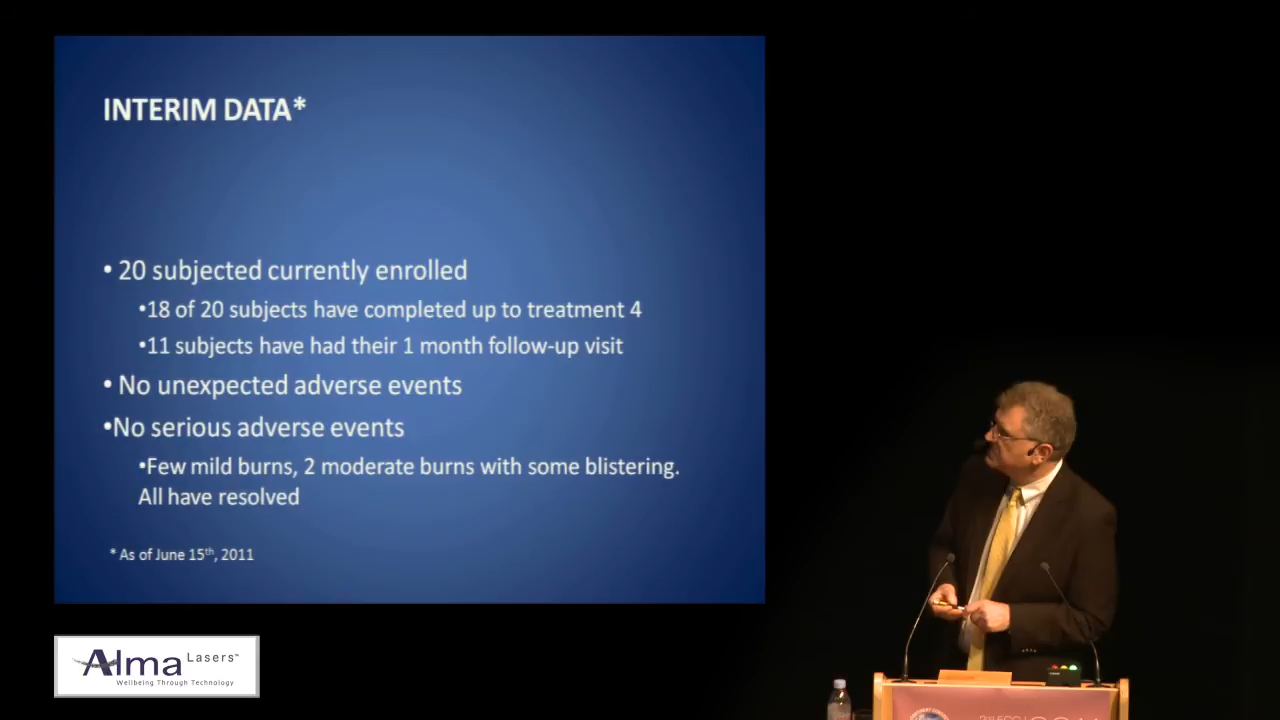 INTERIM DATA*
• 20 subjected currently enrolled
•18 of 20 subjects have completed up to treatment 4
•11 subjects have had their 1 month follow-up visit
• No unexpected adverse events
•No serious adverse events
•Few mild burns, 2 moderate burns with some blistering.
All have resolved
* As of June 15th, 2011
Alma Lasers™
Wellbeing Through Technology